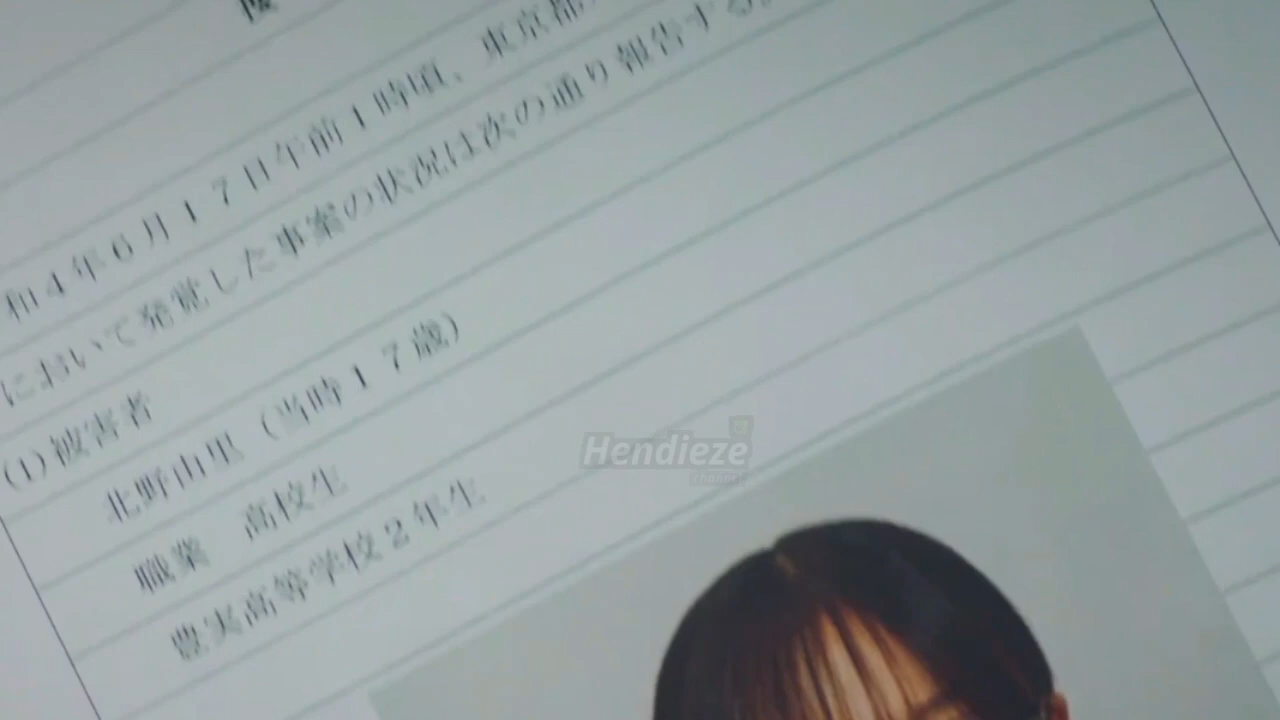 和4年6月17日午前1時頃、東京都
において発覚した事案の状況は次の通り報告する。
(1)被害者
北野由里（当時17歳）
職業　高校生
豊実高等学校2年生
Hendieze
channel